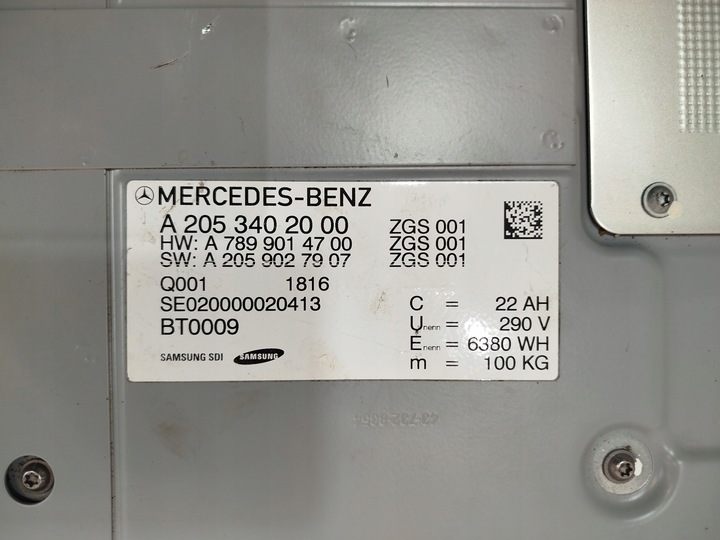 MERCEDES-BENZ
A 205 340 20 00 ZGS 001
HW: A 789 901 47 00 ZGS 001
SW: A 205 902 79 07 ZGS 001
Q001 1816
SE020000020413
BT0009
C = 22 AH
Unenn = 290 V
Enenn = 6380 WH
m = 100 KG
SAMSUNG SDI SAMSUNG